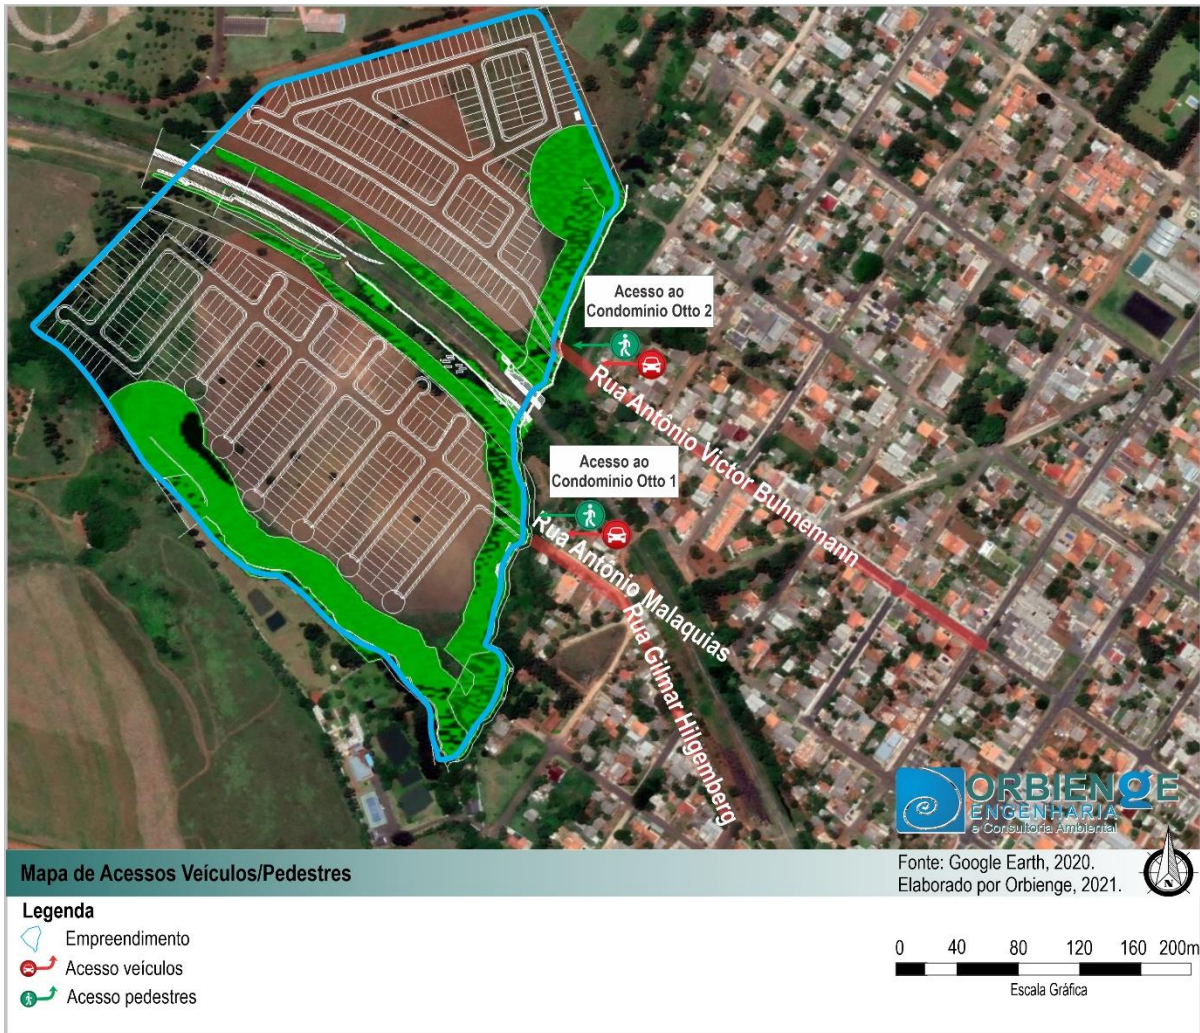 Acesso ao
Condomínio Otto 2
Rua Antônio Victor Buhnemann
Acesso ao
Condomínio Otto 1
Rua Antônio Malaquias
Rua Gilmar Hilgemberg
ORBIENGE
ENGENHARIA
e Consultoria Ambiental
Mapa de Acessos Veículos/Pedestres
Fonte: Google Earth, 2020.
Elaborado por Orbienge, 2021.
N
Legenda
Empreendimento
Acesso veículos
Acesso pedestres
0 40 80 120 160 200m
Escala Gráfica